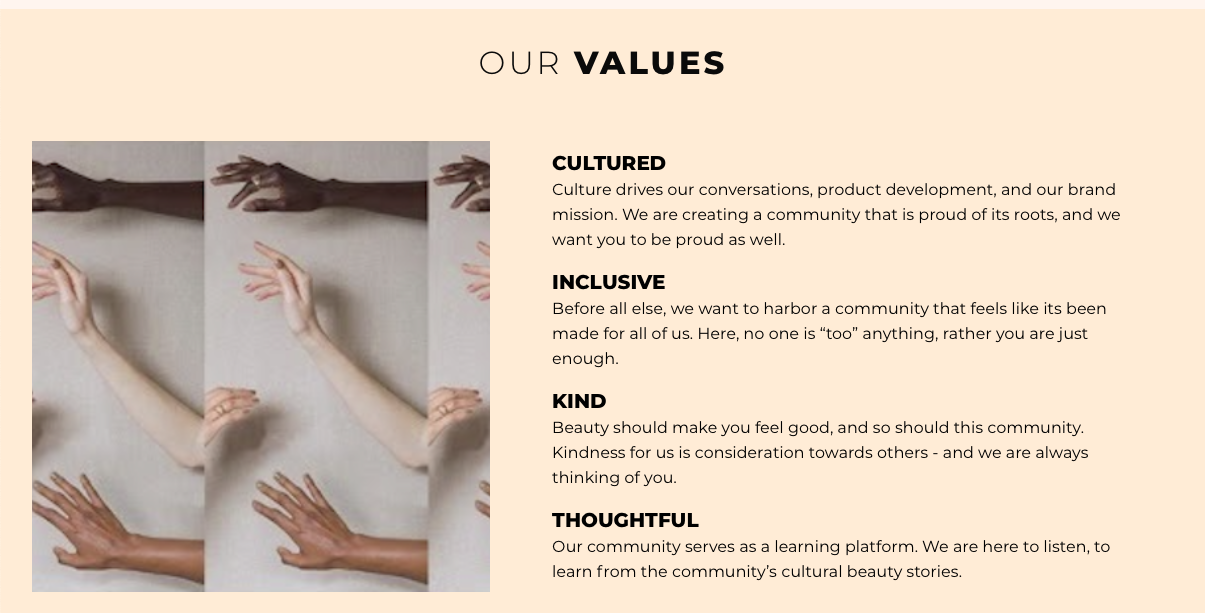 OUR VALUES
CULTURED
Culture drives our conversations, product development, and our brand
mission. We are creating a community that is proud of its roots, and we
want you to be proud as well.
INCLUSIVE
Before all else, we want to harbor a community that feels like its been
made for all of us. Here, no one is “too” anything, rather you are just
enough.
KIND
Beauty should make you feel good, and so should this community.
Kindness for us is consideration towards others - and we are always
thinking of you.
THOUGHTFUL
Our community serves as a learning platform. We are here to listen, to
learn from the community’s cultural beauty stories.